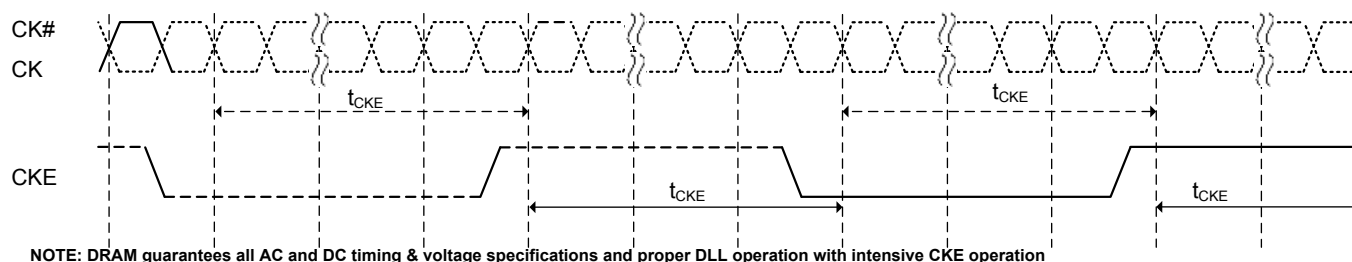 CK#
CK
tCKE
tCKE
CKE
tCKE
tCKE
NOTE: DRAM guarantees all AC and DC timing & voltage specifications and proper DLL operation with intensive CKE operation